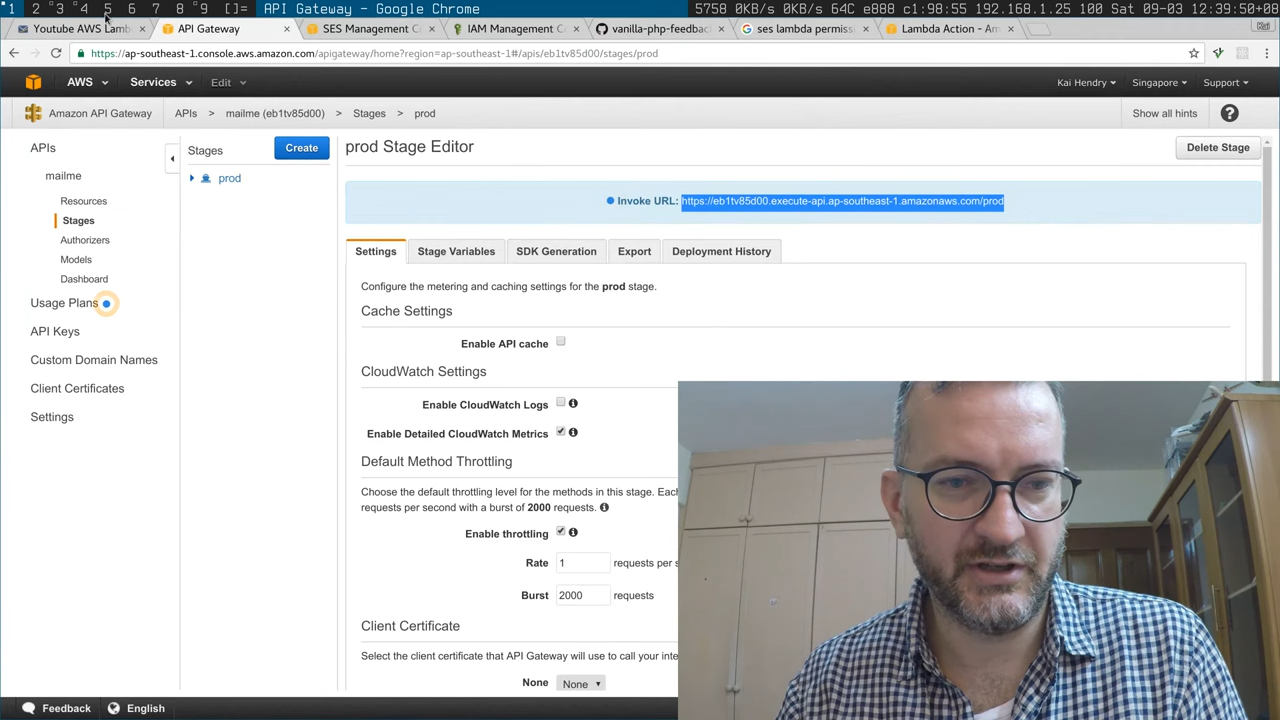 1 2 °3 °4 5 6 7 8 °9 []= API Gateway - Google Chrome 5758 0KB/s 0KB/s 64C e888 c1:98:55 192.168.1.25 100 Sat 09-03 12:39:50+08
Youtube AWS Lamb API Gateway SES Management C IAM Management C vanilla-php-feedbac ses lambda permiss Lambda Action - Am
https://ap-southeast-1.console.aws.amazon.com/apigateway/home?region=ap-southeast-1#/apis/eb1tv85d00/stages/prod
AWS Services Edit Kai Hendry Singapore Support
Amazon API Gateway APIs > mailme (eb1tv85d00) > Stages > prod Show all hints ?
APIs
mailme
Resources
Stages
Authorizers
Models
Dashboard
Usage Plans
API Keys
Custom Domain Names
Client Certificates
Settings
Stages Create
prod
prod Stage Editor Delete Stage
Invoke URL: https://eb1tv85d00.execute-api.ap-southeast-1.amazonaws.com/prod
Settings Stage Variables SDK Generation Export Deployment History
Configure the metering and caching settings for the prod stage.
Cache Settings
Enable API cache
CloudWatch Settings
Enable CloudWatch Logs
Enable Detailed CloudWatch Metrics
Default Method Throttling
Choose the default throttling level for the methods in this stage. Eac
requests per second with a burst of 2000 requests.
Enable throttling
Rate 1 requests per s
Burst 2000 requests
Client Certificate
Select the client certificate that API Gateway will use to call your inte
None None
Feedback English